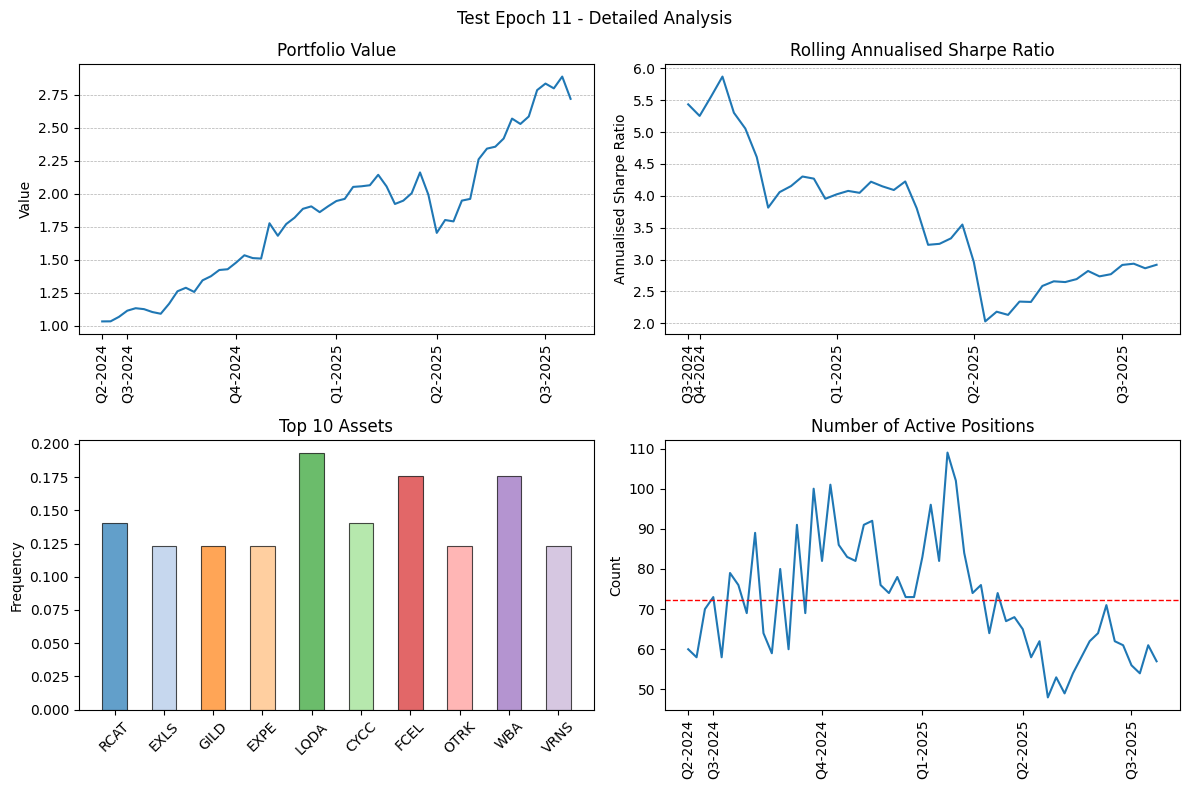 Test Epoch 11 - Detailed Analysis
Portfolio Value
Value
2.75
2.50
2.25
2.00
1.75
1.50
1.25
1.00
Q2-2024
Q3-2024
Q4-2024
Q1-2025
Q2-2025
Q3-2025
Rolling Annualised Sharpe Ratio
Annualised Sharpe Ratio
6.0
5.5
5.0
4.5
4.0
3.5
3.0
2.5
2.0
Q3-2024
Q4-2024
Q1-2025
Q2-2025
Q3-2025
Top 10 Assets
Frequency
0.200
0.175
0.150
0.125
0.100
0.075
0.050
0.025
0.000
RCAT
EXLS
GILD
EXPE
LQDA
CYCC
FCEL
OTRK
WBA
VRNS
Number of Active Positions
Count
110
100
90
80
70
60
50
Q2-2024
Q3-2024
Q4-2024
Q1-2025
Q2-2025
Q3-2025